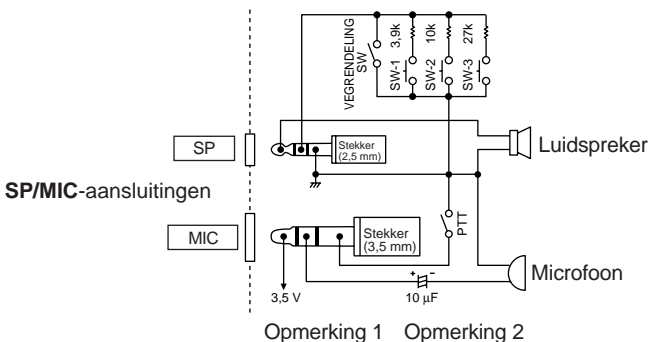 VEGRENDELING
SW
3,9k
SW-1
10k
SW-2
27k
SW-3
SP
Stekker
(2,5 mm)
Luidspreker
SP/MIC-aansluitingen
MIC
Stekker
(3,5 mm)
PTT
Microfoon
3,5 V
+ –
10 µF
Opmerking 1 Opmerking 2